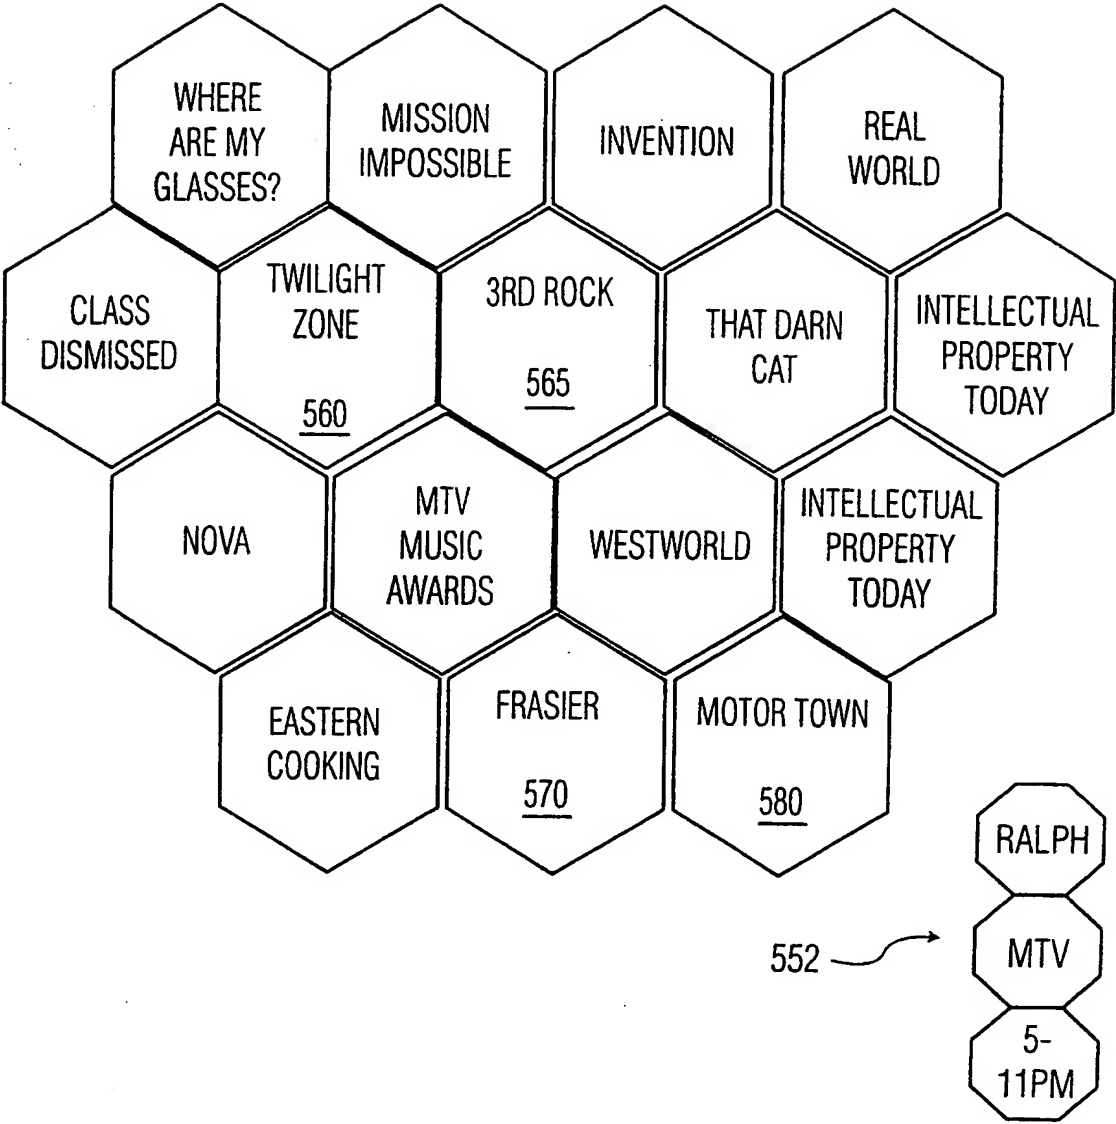 WHERE
ARE MY
GLASSES?
MISSION
IMPOSSIBLE
INVENTION
REAL
WORLD
CLASS
DISMISSED
TWILIGHT
ZONE
560
3RD ROCK
565
THAT DARN
CAT
INTELLECTUAL
PROPERTY
TODAY
NOVA
MTV
MUSIC
AWARDS
WESTWORLD
INTELLECTUAL
PROPERTY
TODAY
EASTERN
COOKING
FRASIER
570
MOTOR TOWN
580
552
RALPH
MTV
5-
11PM